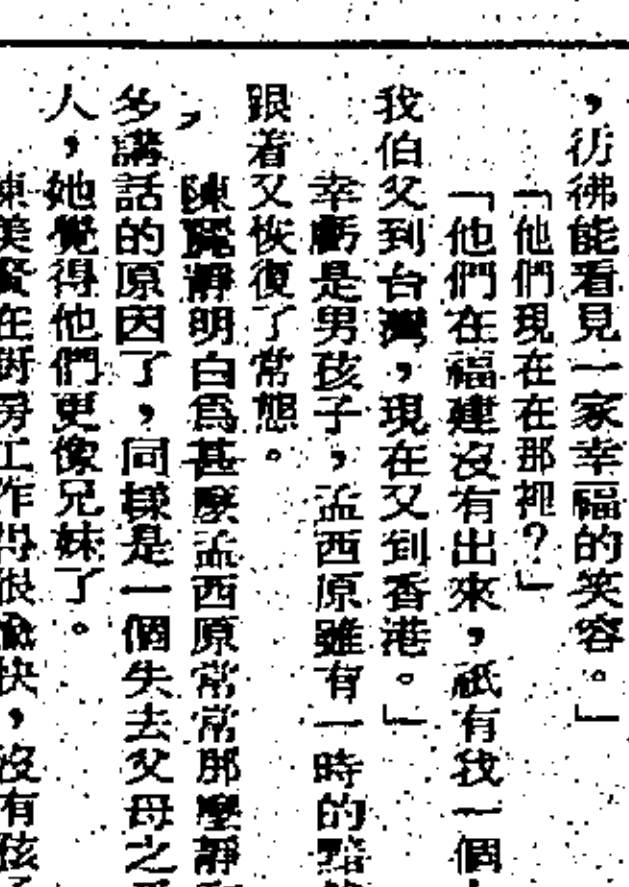 ，彷彿能看見一家幸福的笑容。」
「他們現在在那裡？」
「他們在福建沒有出來，祇有我一個
我伯父到台灣，現在又到香港。」
幸虧是男孩子，孟西原雖有一時的黯
跟着又恢復了常態。
，陳麗靜明白爲甚麼孟西原常常那麼靜
多講話的原因了，同樣是一個失去父母之
人，她覺得他們更像兄妹了。
陳美賢在廚房工作得很愉快，沒有孩